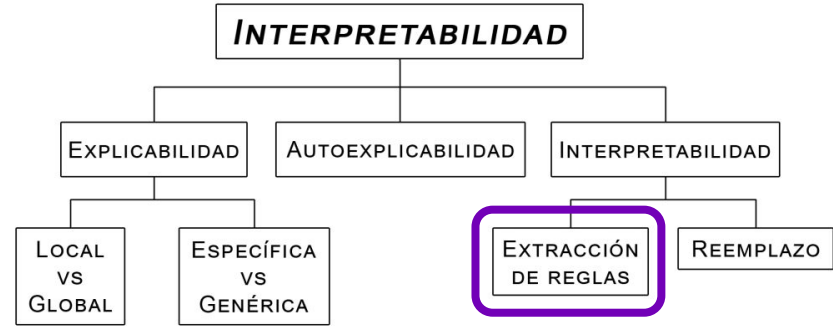 INTERPRETABILIDAD
EXPLICABILIDAD
AUTOEXPLICABILIDAD
INTERPRETABILIDAD
LOCAL
VS
GLOBAL
ESPECÍFICA
VS
GENÉRICA
EXTRACCIÓN
DE REGLAS
REEMPLAZO